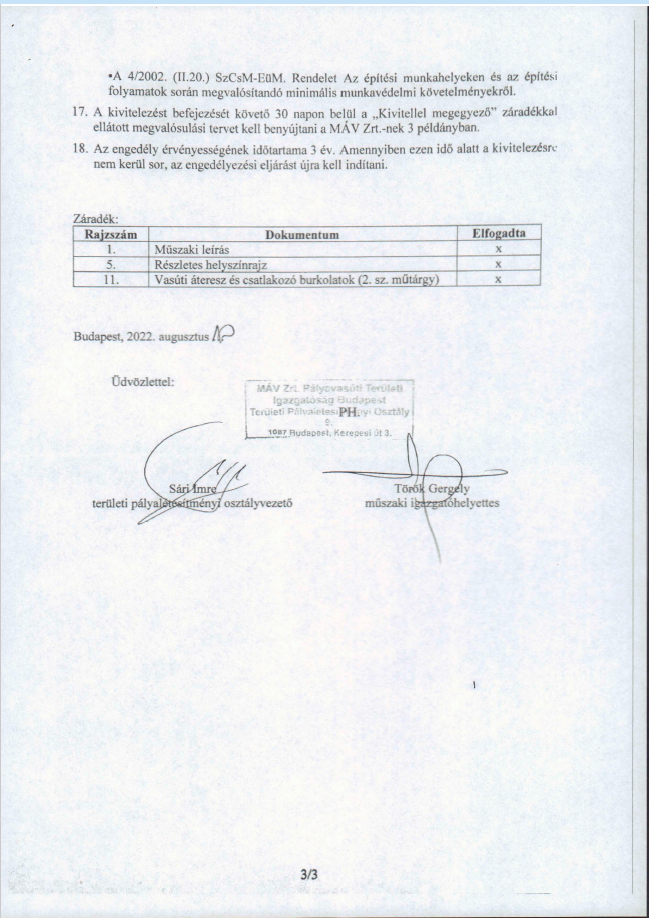 •A 4/2002. (II.20.) SzCsM-EüM. Rendelet Az építési munkahelyeken és az építési
folyamatok során megvalósítandó minimális munkavédelmi követelményekről.
17. A kivitelezést befejezését követő 30 napon belül a „Kivitellel megegyező” záradékkal
ellátott megvalósulási tervet kell benyújtani a MÁV Zrt.-nek 3 példányban.
18. Az engedély érvényességének időtartama 3 év. Amennyiben ezen idő alatt a kivitelezésre
nem kerül sor, az engedélyezési eljárást újra kell indítani.
Záradék:
Rajzszám Dokumentum Elfogadta
1. Műszaki leírás x
5. Részletes helyszínrajz x
11. Vasúti áteresz és csatlakozó burkolatok (2. sz. műtárgy) x
Budapest, 2022. augusztus
Üdvözlettel:
MÁV Zrt. Pályavasúti Területi
Igazgatóság Budapest
Területi PH. Osztály
9.
1087 Budapest, Kerepesi út 3.
Sári Imre
területi pályalétesítményi osztályvezető
Török Gergely
műszaki igazgatóhelyettes
3/3